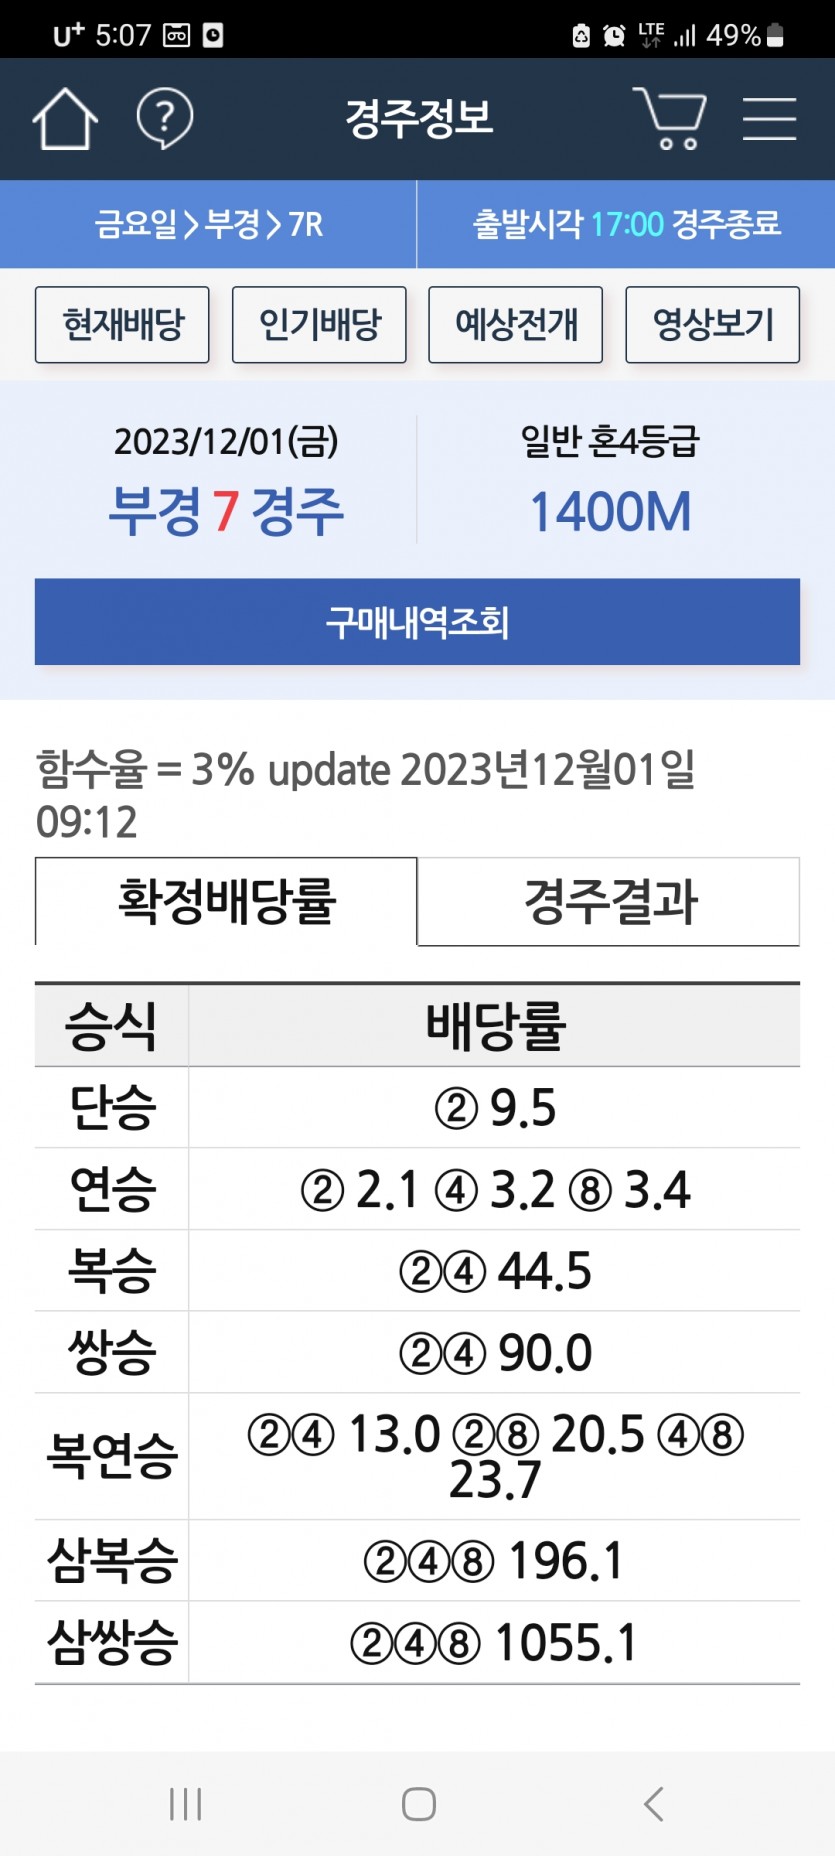 U+ 5:07 LTE 49%
경주정보
금요일 > 부경 > 7R 출발시각 17:00 경주종료
현재배당 인기배당 예상전개 영상보기
2023/12/01(금) 일반 혼4등급
부경 7 경주 1400M
구매내역조회
함수율 = 3% update 2023년12월01일
09:12
확정배당률 경주결과
승식 배당률
단승 ② 9.5
연승 ② 2.1 ④ 3.2 ⑧ 3.4
복승 ②④ 44.5
쌍승 ②④ 90.0
복연승 ②④ 13.0 ②⑧ 20.5 ④⑧
23.7
삼복승 ②④⑧ 196.1
삼쌍승 ②④⑧ 1055.1